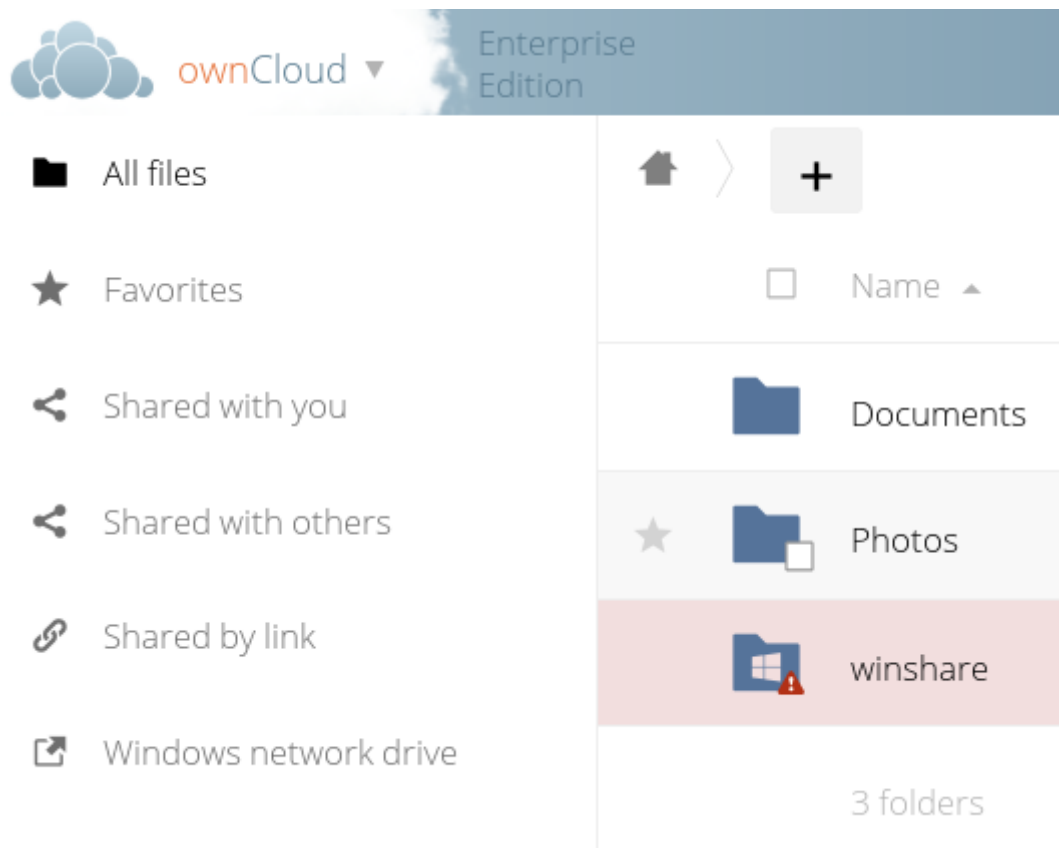 ownCloud
Enterprise
Edition
All files
Favorites
Shared with you
Shared with others
Shared by link
Windows network drive
Name
Documents
Photos
winshare
3 folders